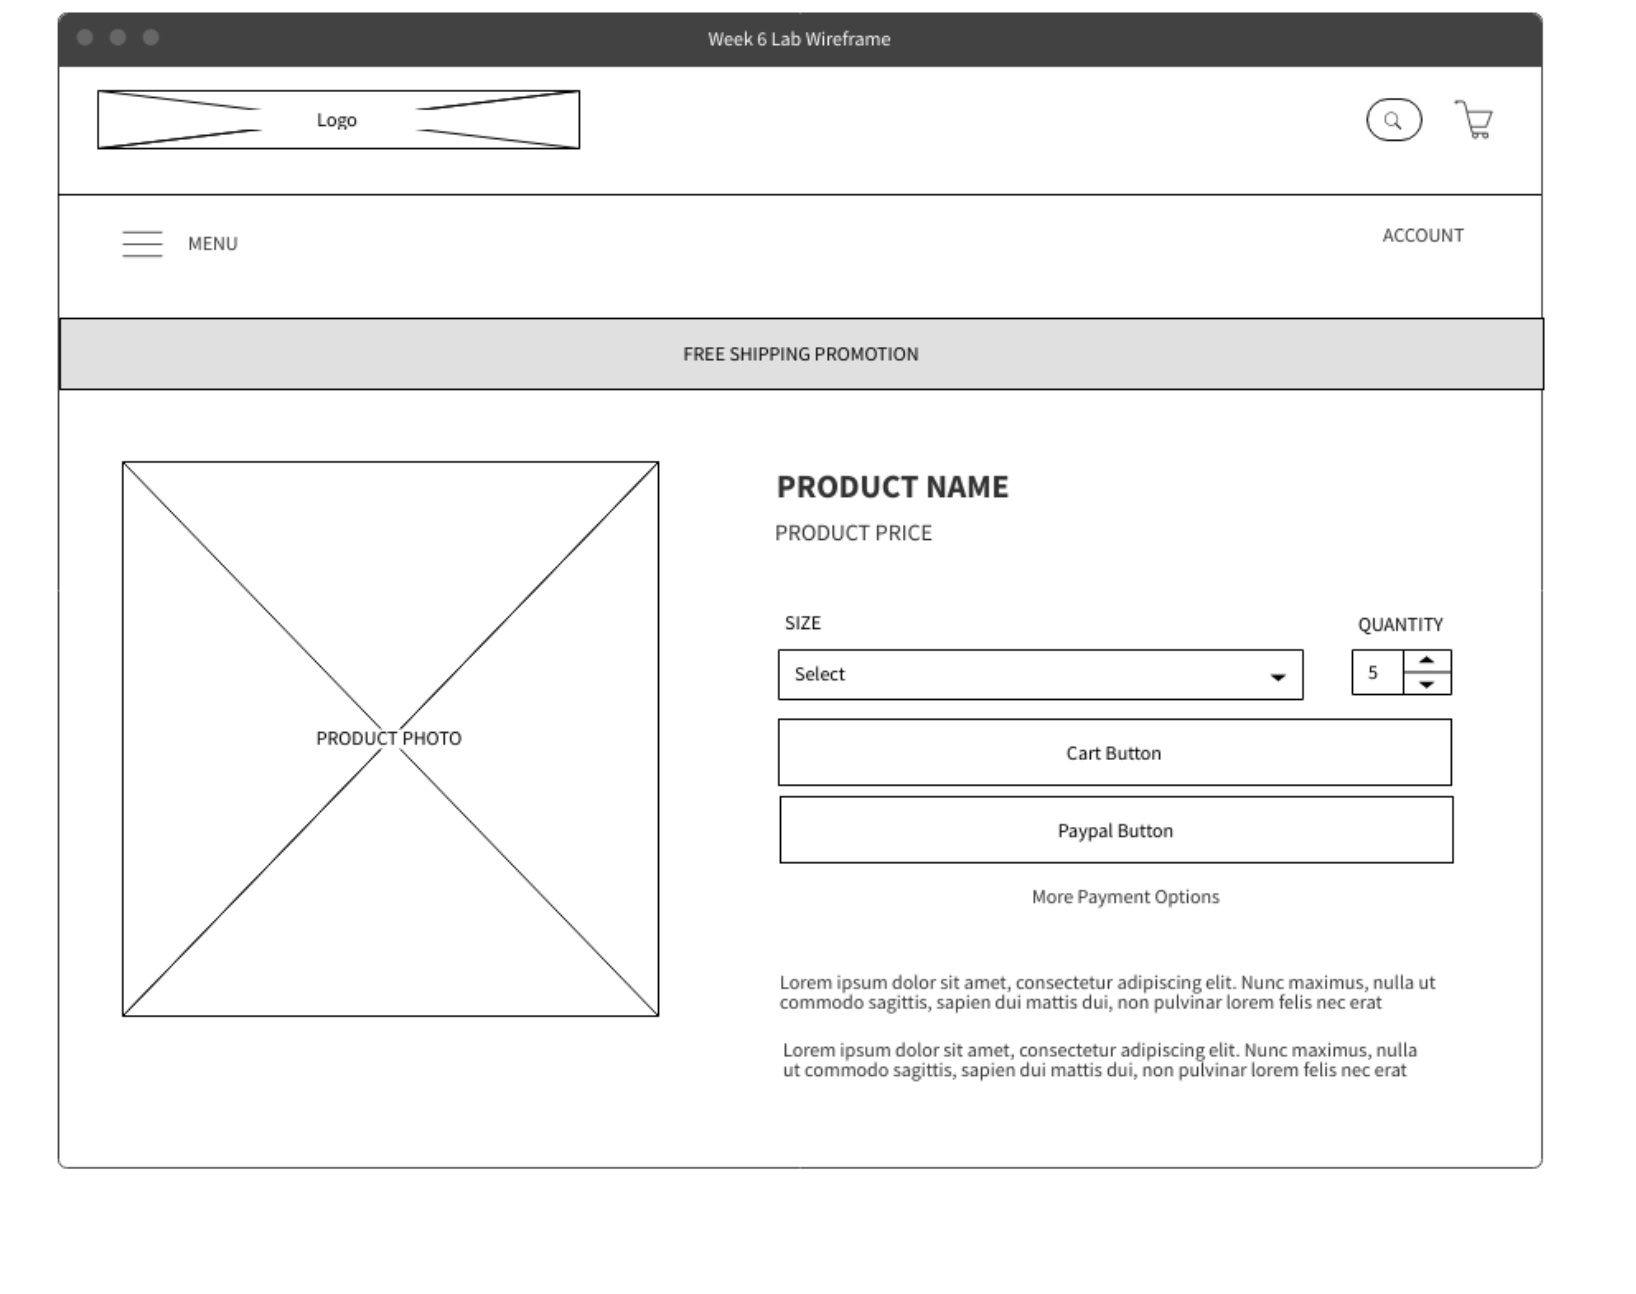 Week 6 Lab Wireframe
Logo
MENU
ACCOUNT
FREE SHIPPING PROMOTION
PRODUCT PHOTO
PRODUCT NAME
PRODUCT PRICE
SIZE
QUANTITY
Select
5
Cart Button
Paypal Button
More Payment Options
Lorem ipsum dolor sit amet, consectetur adipiscing elit. Nunc maximus, nulla ut
commodo sagittis, sapien dui mattis dui, non pulvinar lorem felis nec erat
Lorem ipsum dolor sit amet, consectetur adipiscing elit. Nunc maximus, nulla
ut commodo sagittis, sapien dui mattis dui, non pulvinar lorem felis nec erat